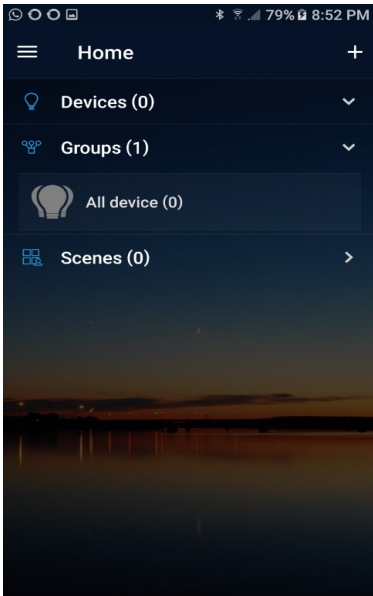 79% 8:52 PM
Home
Devices (0)
Groups (1)
All device (0)
Scenes (0)